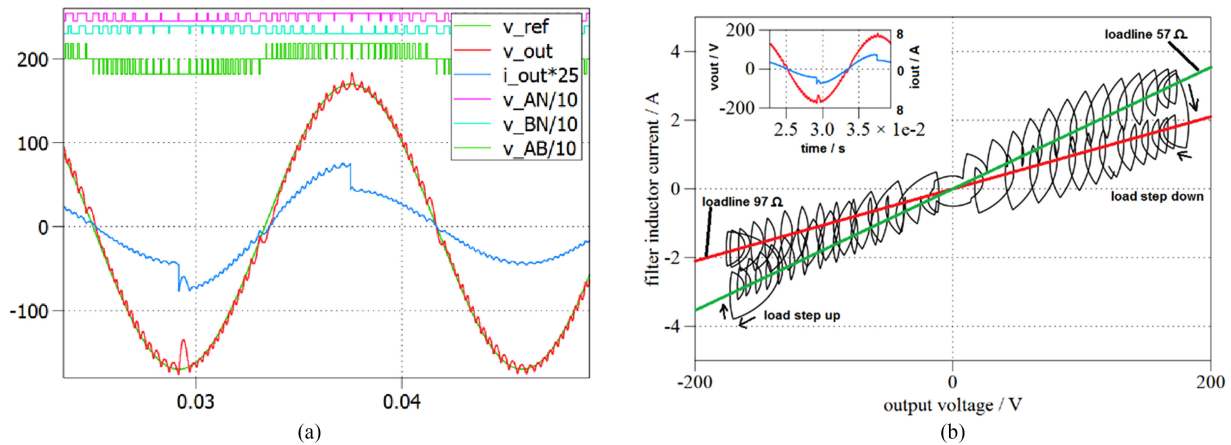 v_ref
v_out
i_out*25
v_AN/10
v_BN/10
v_AB/10
200
100
0
-100
0.03
0.04
(a)
4
2
0
-2
-4
-200
0
200
filter inductor current / A
output voltage / V
200
0
-200
vout / V
8
0
8
iout / A
2.5
3.0
3.5 × 1e-2
time / s
loadline 57 Ω
load step down
loadline 97 Ω
load step up
(b)